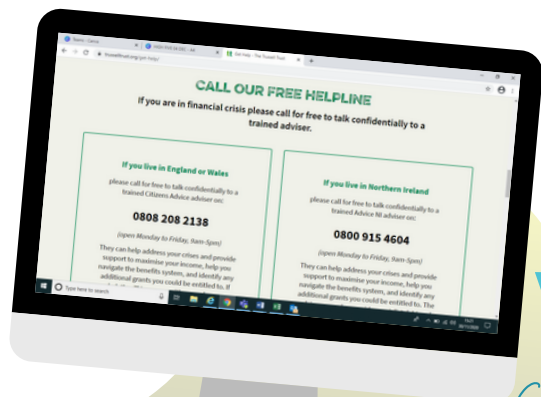 Get Help - The Trussell Trust
CALL OUR FREE HELPLINE
If you are in financial crisis please call for free to talk confidentially to a
trained adviser.
If you live in England or Wales
please call for free to talk confidentially to a
trained Citizens Advice adviser on:
0808 208 2138
(open Monday to Friday, 9am-5pm)
They can help address your crises and provide
support to maximise your income, help you
navigate the benefits system, and identify any
additional grants you could be entitled to. If
If you live in Northern Ireland
please call for free to talk confidentially to a
trained Advice NI adviser on:
0800 915 4604
(open Monday to Friday, 9am-5pm)
They can help address your crises and provide
support to maximise your income, help you
navigate the benefits system, and identify any
additional grants you could be entitled to. The
Type here to search